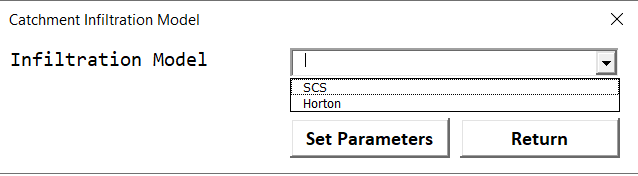 Catchment Infiltration Model
Infiltration Model
SCS
Horton
Set Parameters Return